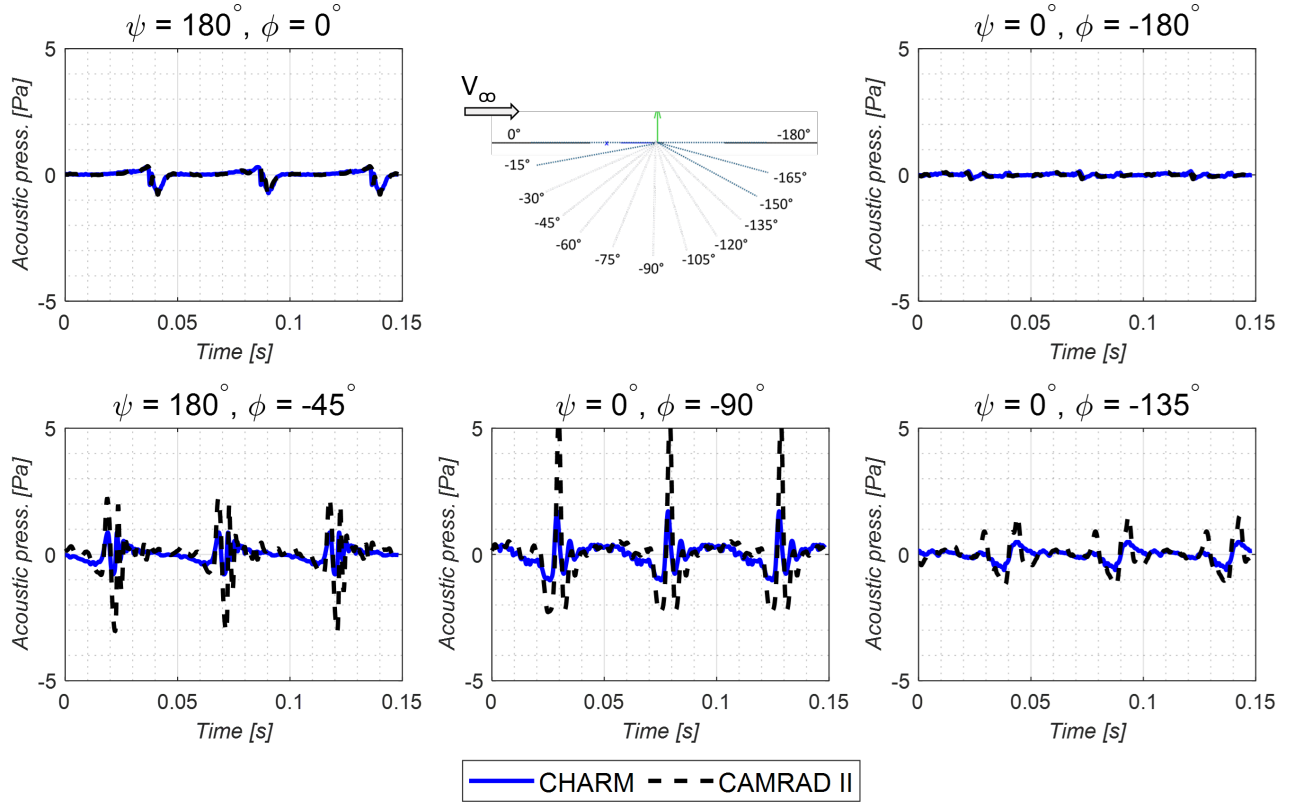 ψ = 180°, ϕ = 0°
Acoustic press. [Pa]
5
0
-5
0 0.05 0.1 0.15
Time [s]
V∞
0° -180°
-15° -165°
-30° -150°
-45° -135°
-60° -120°
-75° -105°
-90°
ψ = 0°, ϕ = -180°
Acoustic press. [Pa]
5
0
-5
0 0.05 0.1 0.15
Time [s]
ψ = 180°, ϕ = -45°
Acoustic press. [Pa]
5
0
-5
0 0.05 0.1 0.15
Time [s]
ψ = 0°, ϕ = -90°
Acoustic press. [Pa]
5
0
-5
0 0.05 0.1 0.15
Time [s]
ψ = 0°, ϕ = -135°
Acoustic press. [Pa]
5
0
-5
0 0.05 0.1 0.15
Time [s]
CHARM CAMRAD II